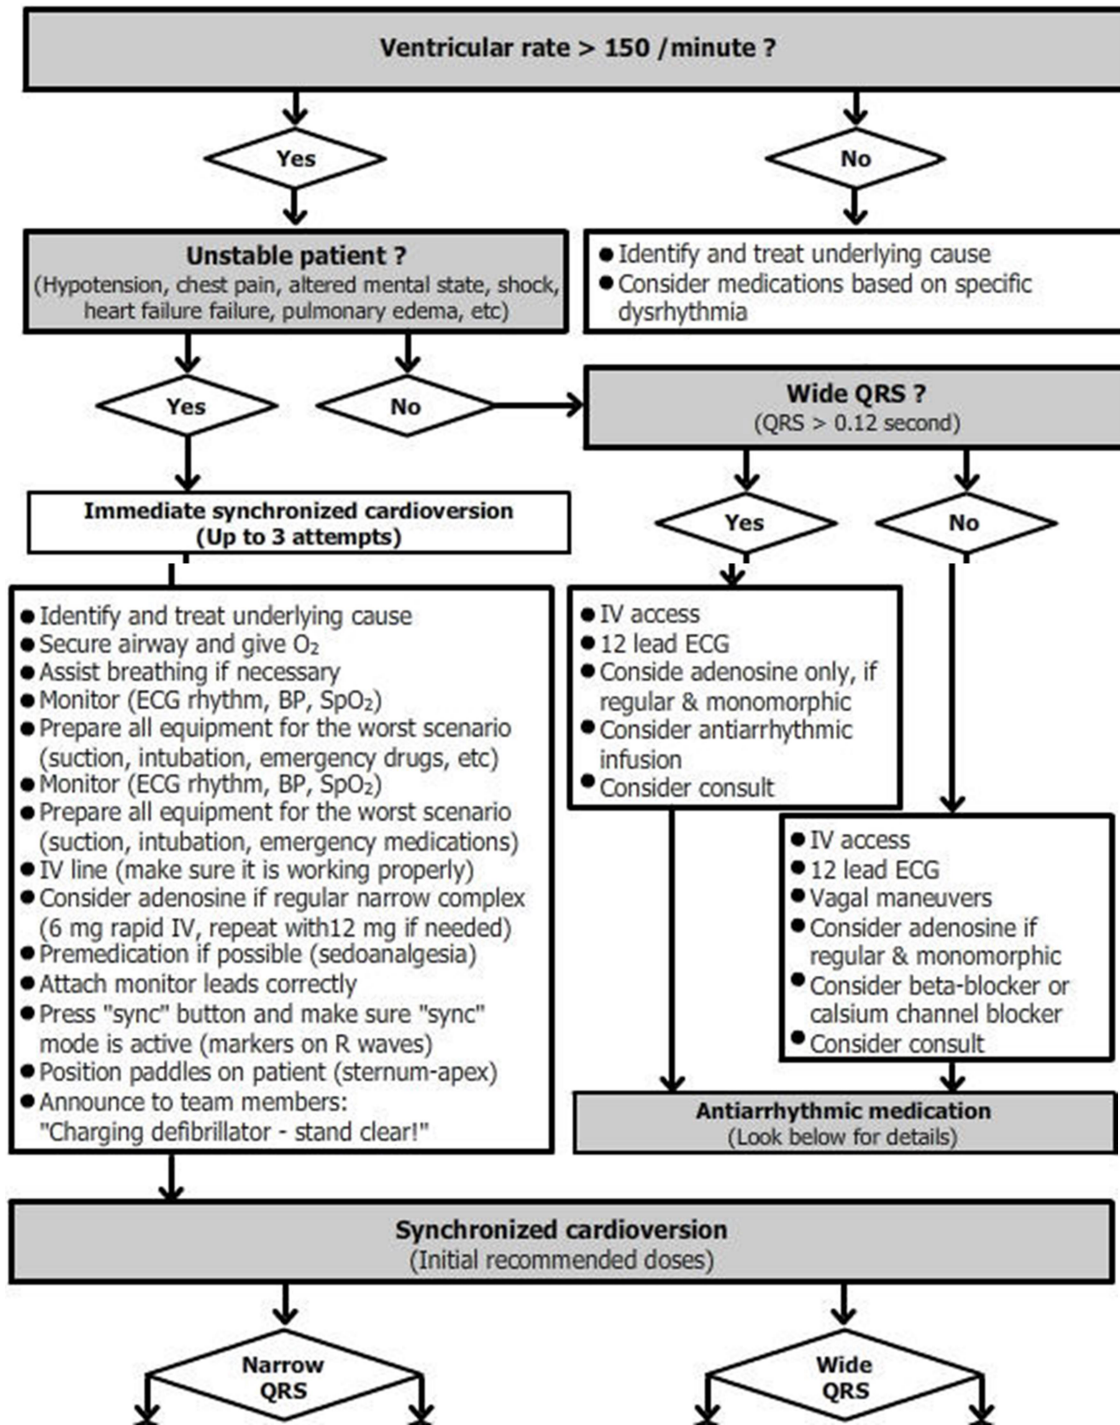 Ventricular rate > 150 /minute ?
Yes
No
Unstable patient ?
(Hypotension, chest pain, altered mental state, shock,
heart failure failure, pulmonary edema, etc)
● Identify and treat underlying cause
● Consider medications based on specific
dysrhythmia
Yes
No
Wide QRS ?
(QRS > 0.12 second)
Immediate synchronized cardioversion
(Up to 3 attempts)
Yes
No
● Identify and treat underlying cause
● Secure airway and give O₂
● Assist breathing if necessary
● Monitor (ECG rhythm, BP, SpO₂)
● Prepare all equipment for the worst scenario
(suction, intubation, emergency drugs, etc)
● Monitor (ECG rhythm, BP, SpO₂)
● Prepare all equipment for the worst scenario
(suction, intubation, emergency medications)
● IV line (make sure it is working properly)
● Consider adenosine if regular narrow complex
(6 mg rapid IV, repeat with12 mg if needed)
● Premedication if possible (sedoanalgesia)
● Attach monitor leads correctly
● Press "sync" button and make sure "sync"
mode is active (markers on R waves)
● Position paddles on patient (sternum-apex)
● Announce to team members:
"Charging defibrillator - stand clear!"
● IV access
● 12 lead ECG
● Conside adenosine only, if
regular & monomorphic
● Consider antiarrhythmic
infusion
● Consider consult
● IV access
● 12 lead ECG
● Vagal maneuvers
● Consider adenosine if
regular & monomorphic
● Consider beta-blocker or
calsium channel blocker
● Consider consult
Antiarrhythmic medication
(Look below for details)
Synchronized cardioversion
(Initial recommended doses)
Narrow
QRS
Wide
QRS